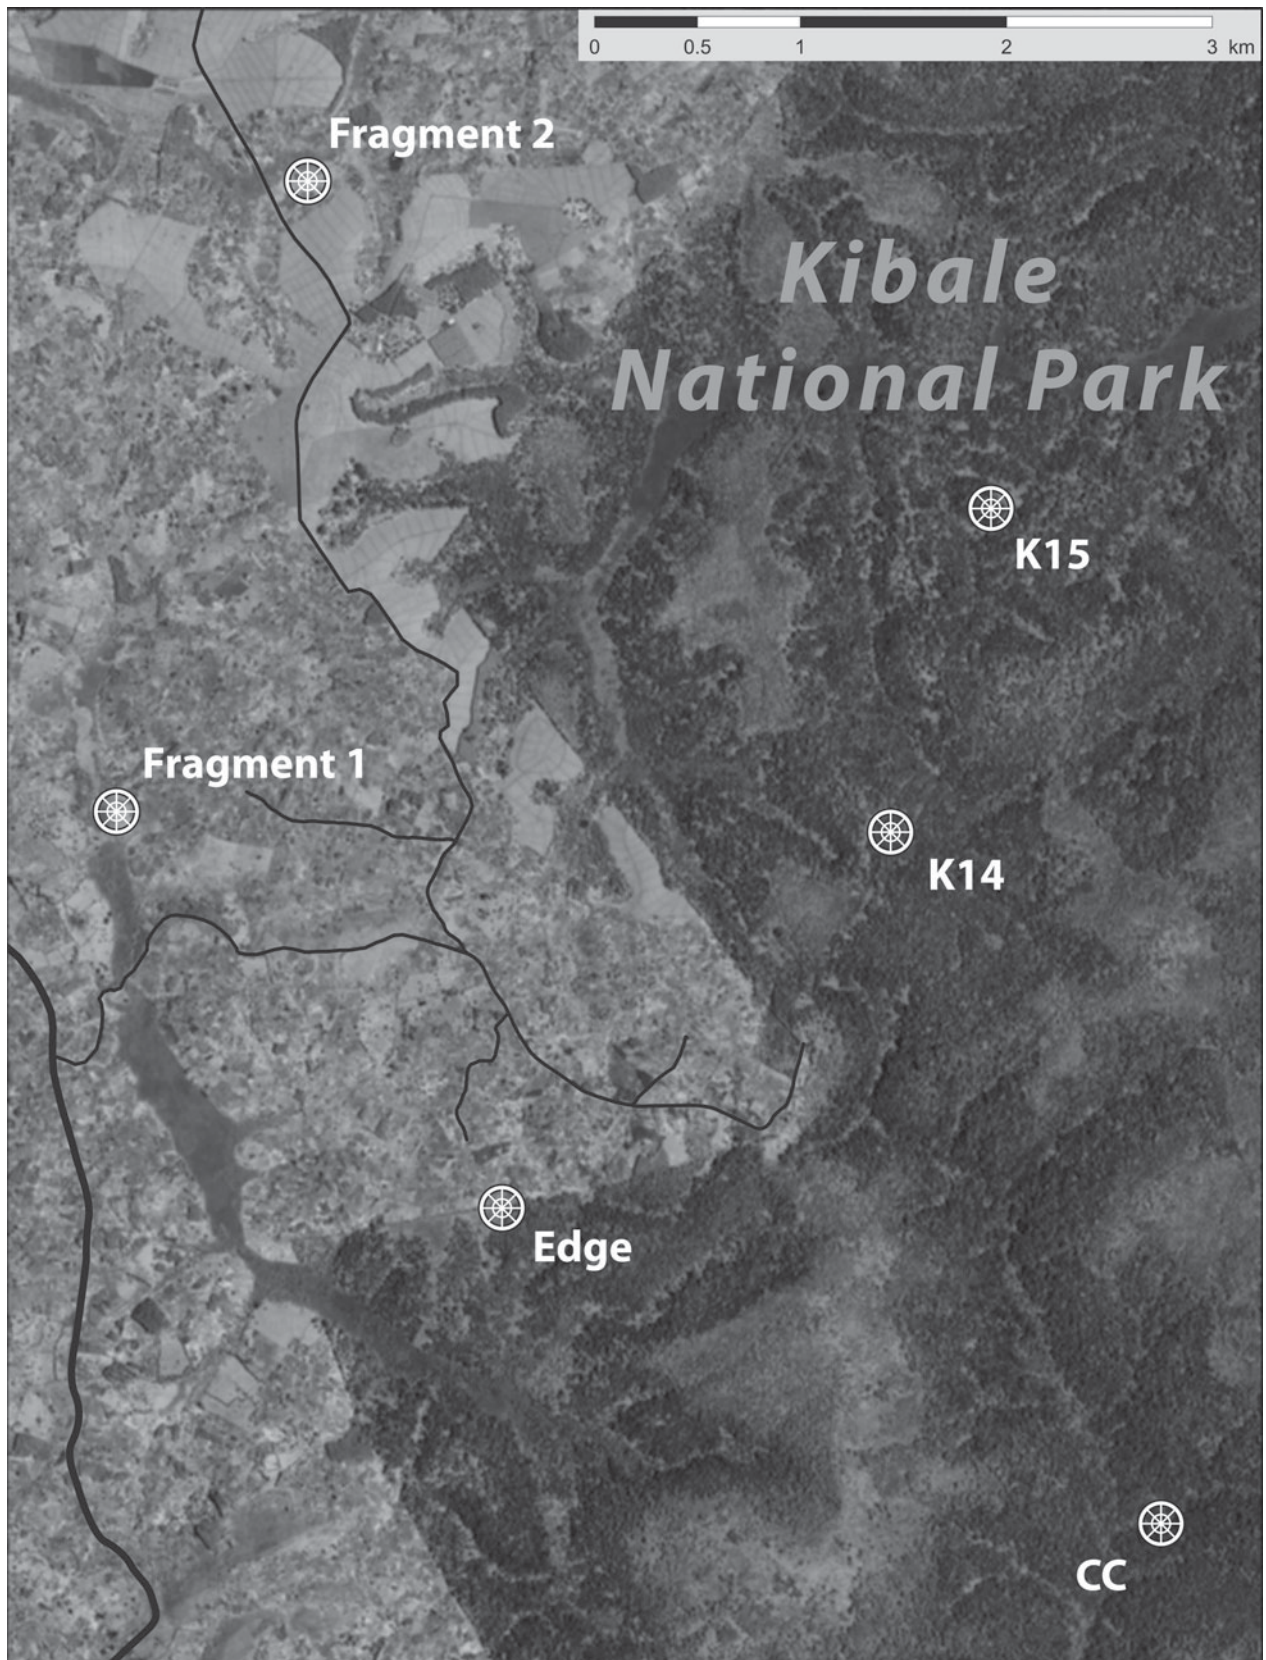 0 0.5 1 2 3 km
Fragment 2
Kibale
National Park
K15
Fragment 1
K14
Edge
CC